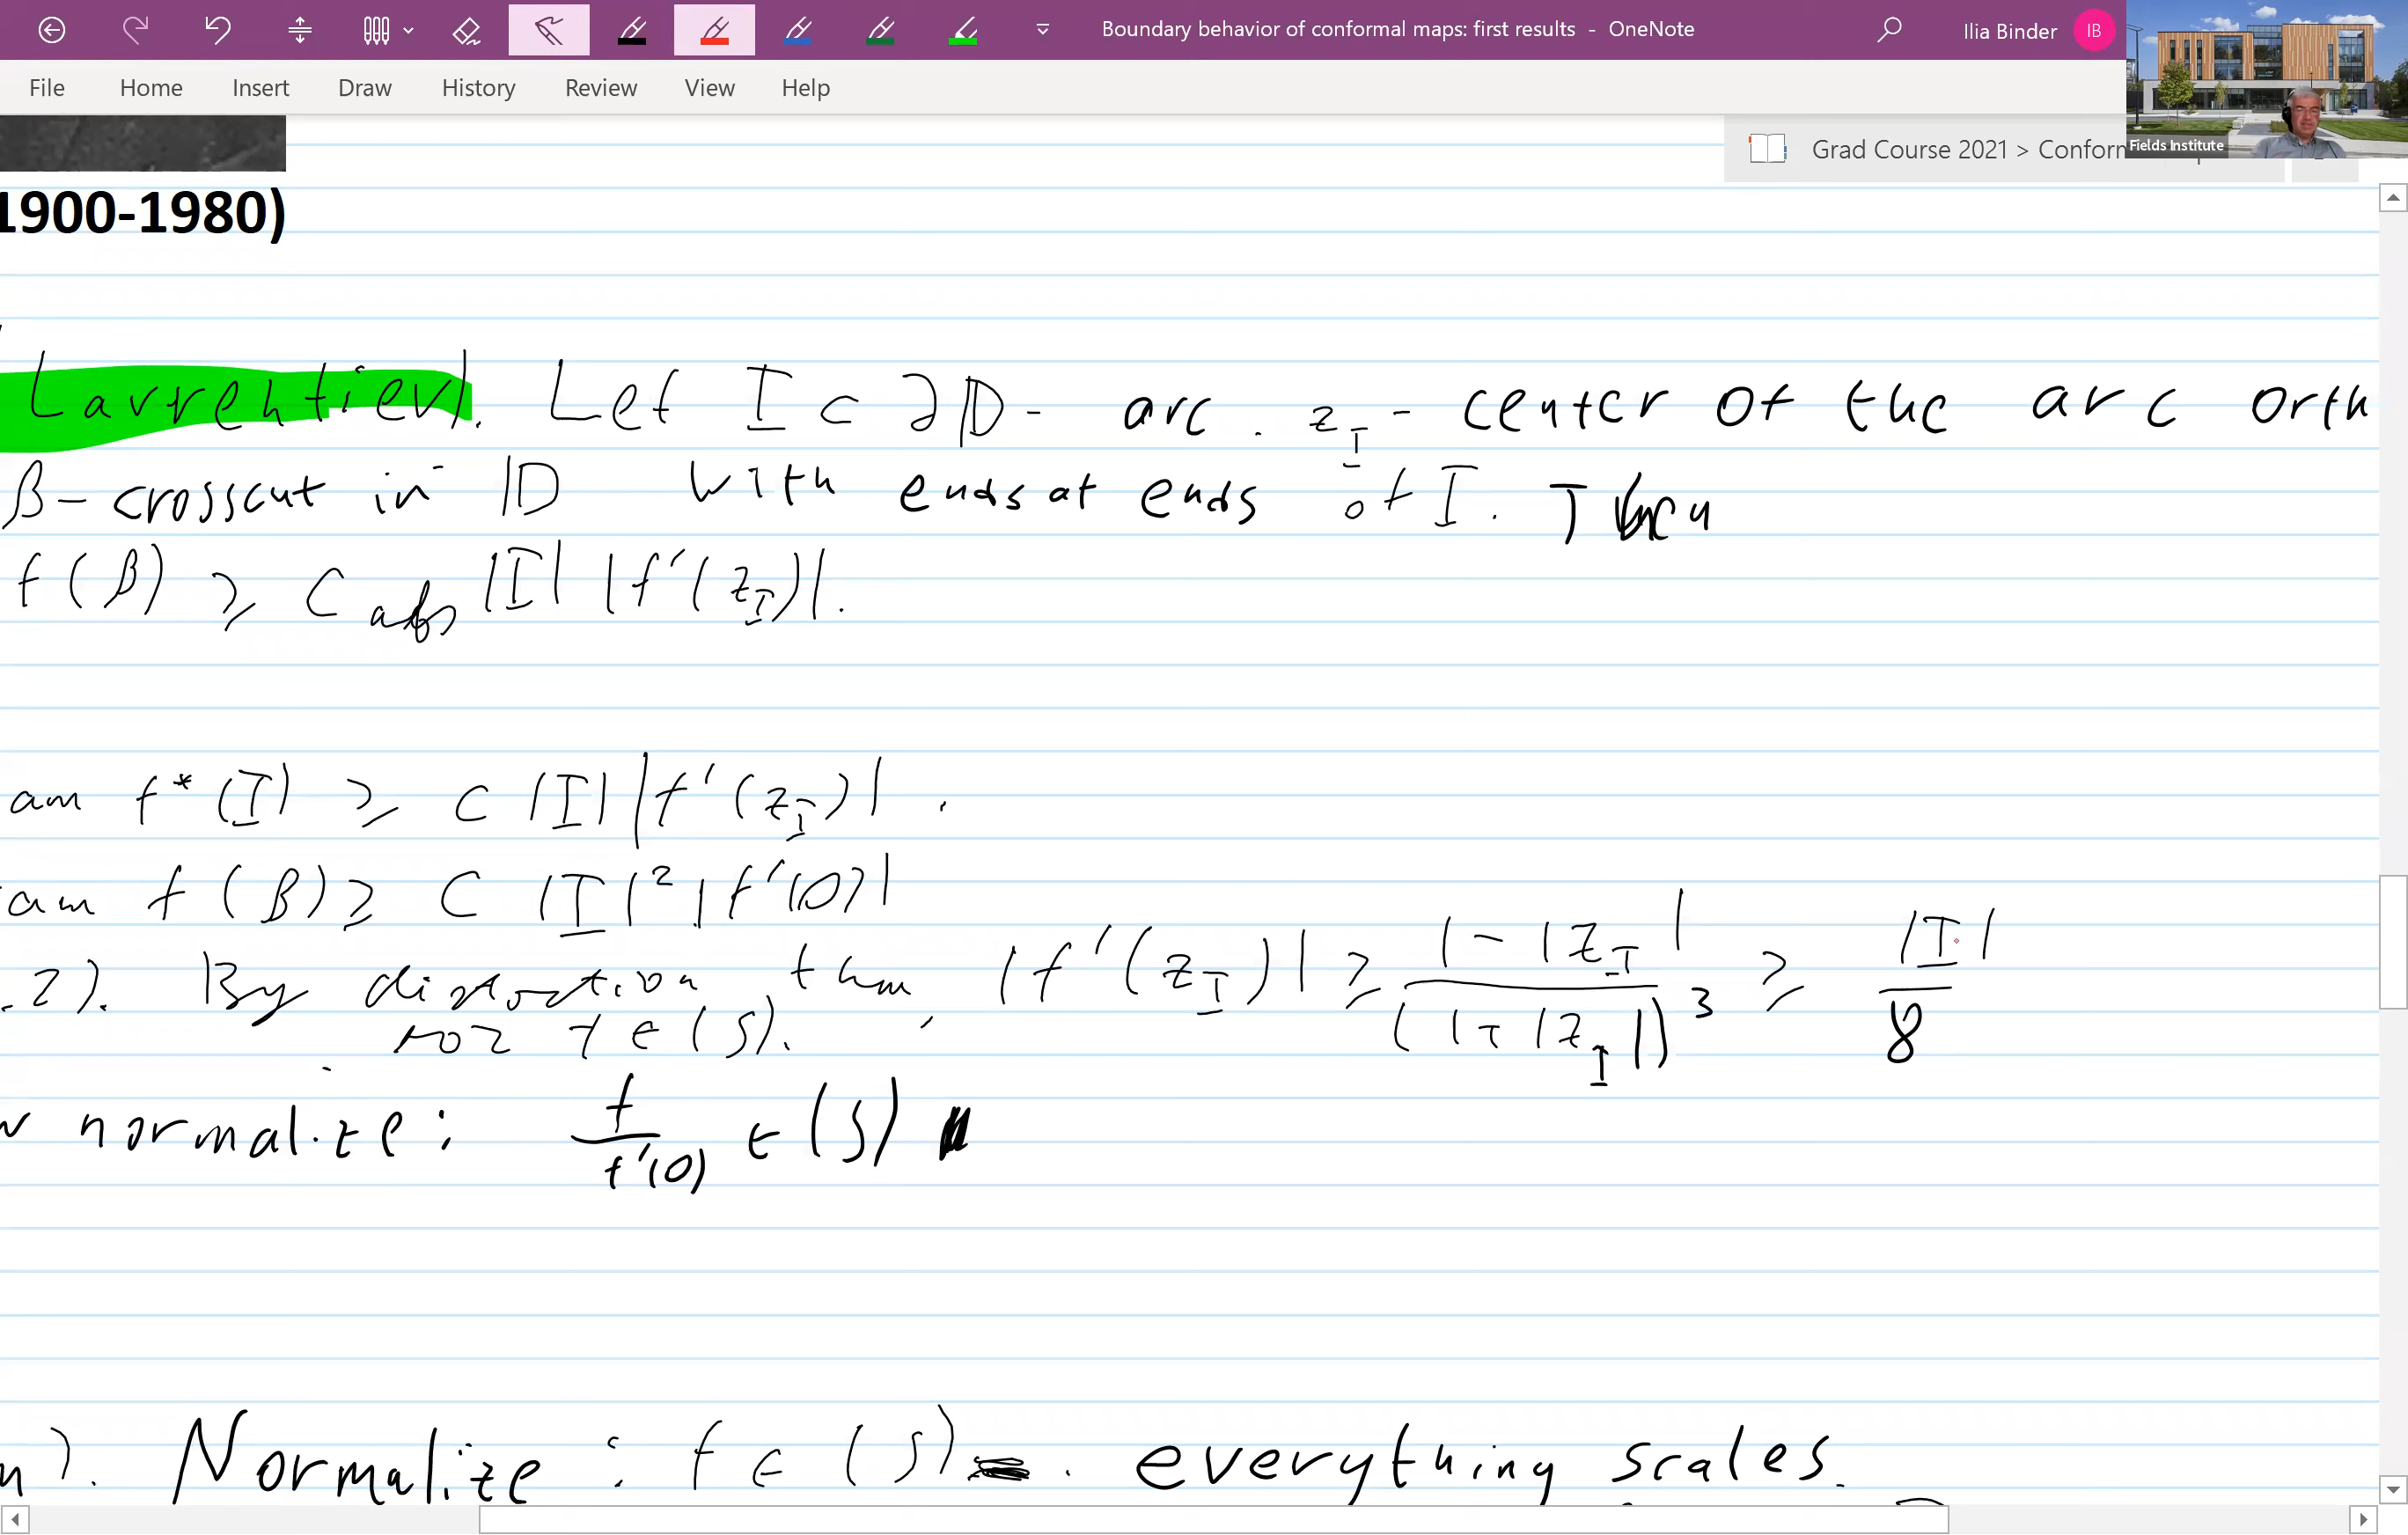 Boundary behavior of conformal maps: first results - OneNote
Ilia Binder
IB
File Home Insert Draw History Review View Help
Fields Institute
Grad Course 2021 > Conform
1900-1980)
Lavrentiev). Let I ⊂ ∂𝔻 - arc. z_I - center of the arc orth
β - crosscut in 𝔻 with ends at ends of I. Then
f(β) ≥ C_abs |I| |f'(z_I)|.
am f*(I) ≥ C |I| |f'(z_I)|.
am f(β) ≥ C |I|² |f'(0)|
2). By distortion thm, |f'(z_I)| ≥ (1-|z_I|)/(1+|z_I|)³ ≥ |I|/8
for f ∈ (S).
normalize: f/f'(0) ∈ (S)
). Normalize: f ∈ (S). everything scales.